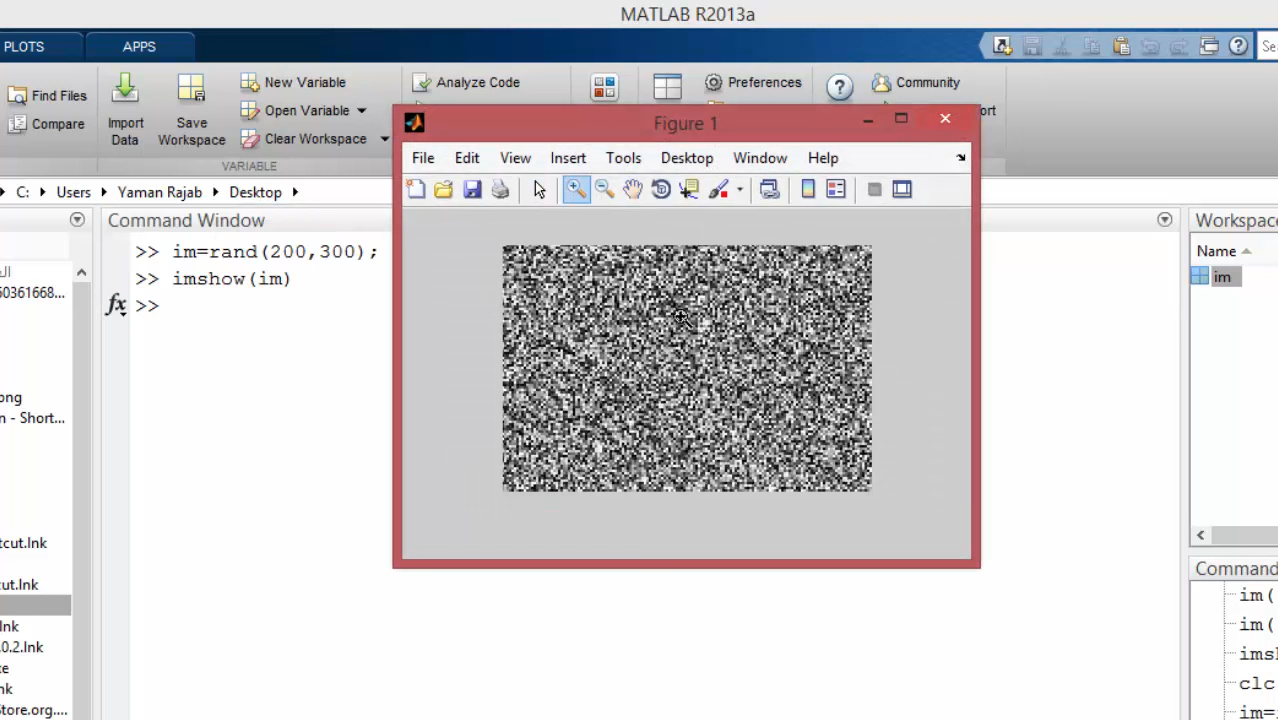 MATLAB R2013a
PLOTS
APPS
Find Files
Compare
Import Data
Save Workspace
New Variable
Open Variable
Clear Workspace
VARIABLE
Analyze Code
Preferences
Community
C: Users Yaman Rajab Desktop
Command Window
>> im=rand(200,300);
>> imshow(im)
fx >>
Figure 1
File Edit View Insert Tools Desktop Window Help
Workspace
Name
im
60361668...
ong
n - Short...
tcut.lnk
cut.lnk
lnk
.0.2.lnk
ce
nk
Store.org....
Command
im(
im(
imsh
clc
im=